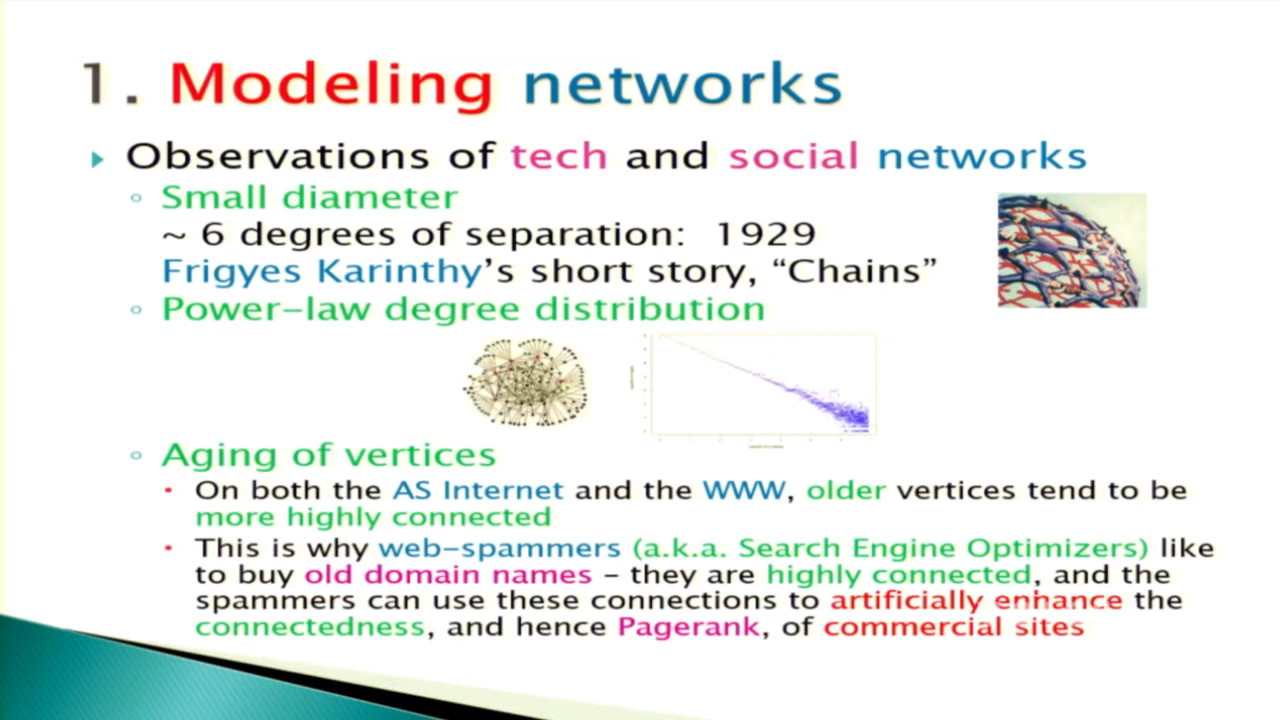 1. Modeling networks
Observations of tech and social networks
Small diameter
~ 6 degrees of separation: 1929
Frigyes Karinthy's short story, “Chains”
Power-law degree distribution
Aging of vertices
On both the AS Internet and the WWW, older vertices tend to be
more highly connected
This is why web-spammers (a.k.a. Search Engine Optimizers) like
to buy old domain names – they are highly connected, and the
spammers can use these connections to artificially enhance the
connectedness, and hence Pagerank, of commercial sites